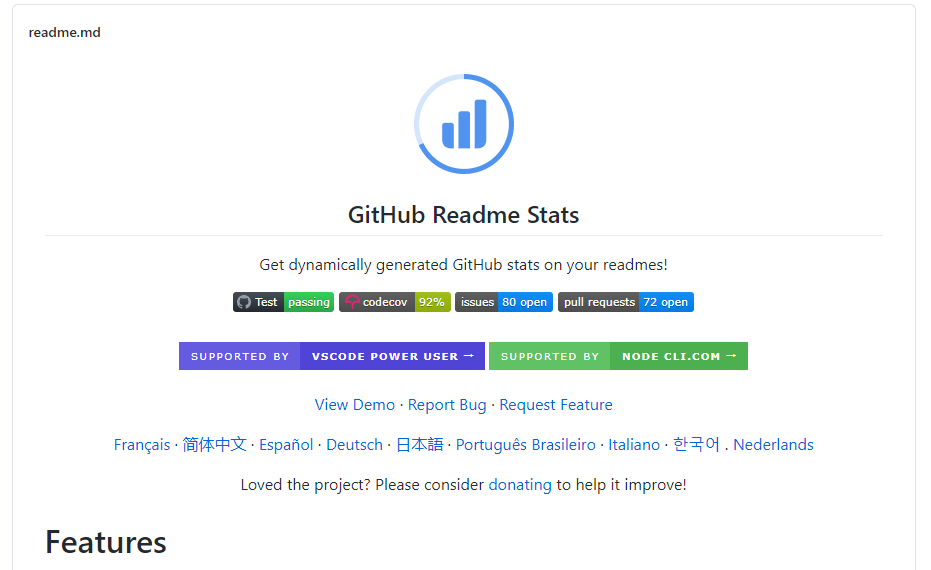 readme.md
GitHub Readme Stats
Get dynamically generated GitHub stats on your readmes!
Test passing codecov 92% issues 80 open pull requests 72 open
SUPPORTED BY VSCODE POWER USER → SUPPORTED BY NODE CLI.COM →
View Demo · Report Bug · Request Feature
Français · 简体中文 · Español · Deutsch · 日本語 · Português Brasileiro · Italiano · 한국어 . Nederlands
Loved the project? Please consider donating to help it improve!
Features